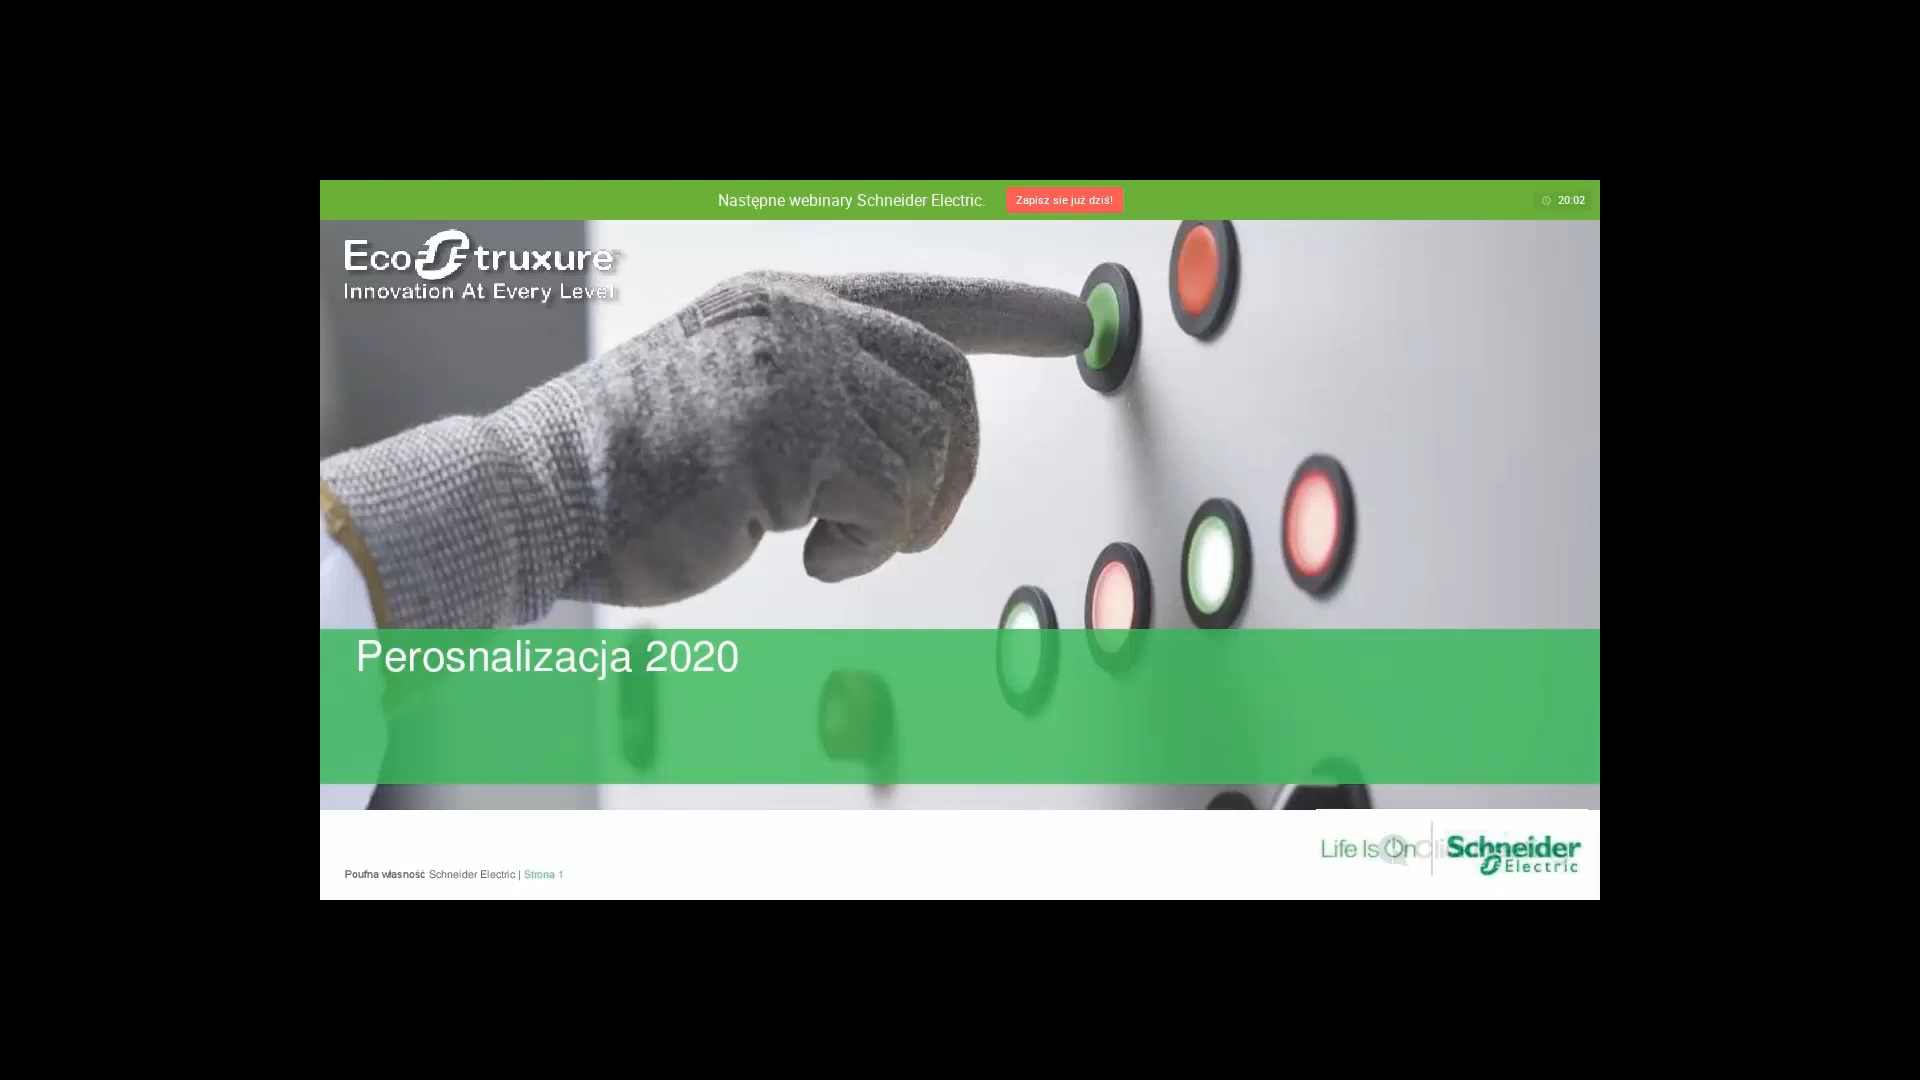 Następne webinary Schneider Electric.
Zapisz sie już dziś!
20:02
EcoStruxure
Innovation At Every Level
Perosnalizacja 2020
Life Is On
Schneider
Electric
Poufna własność Schneider Electric | Strona 1